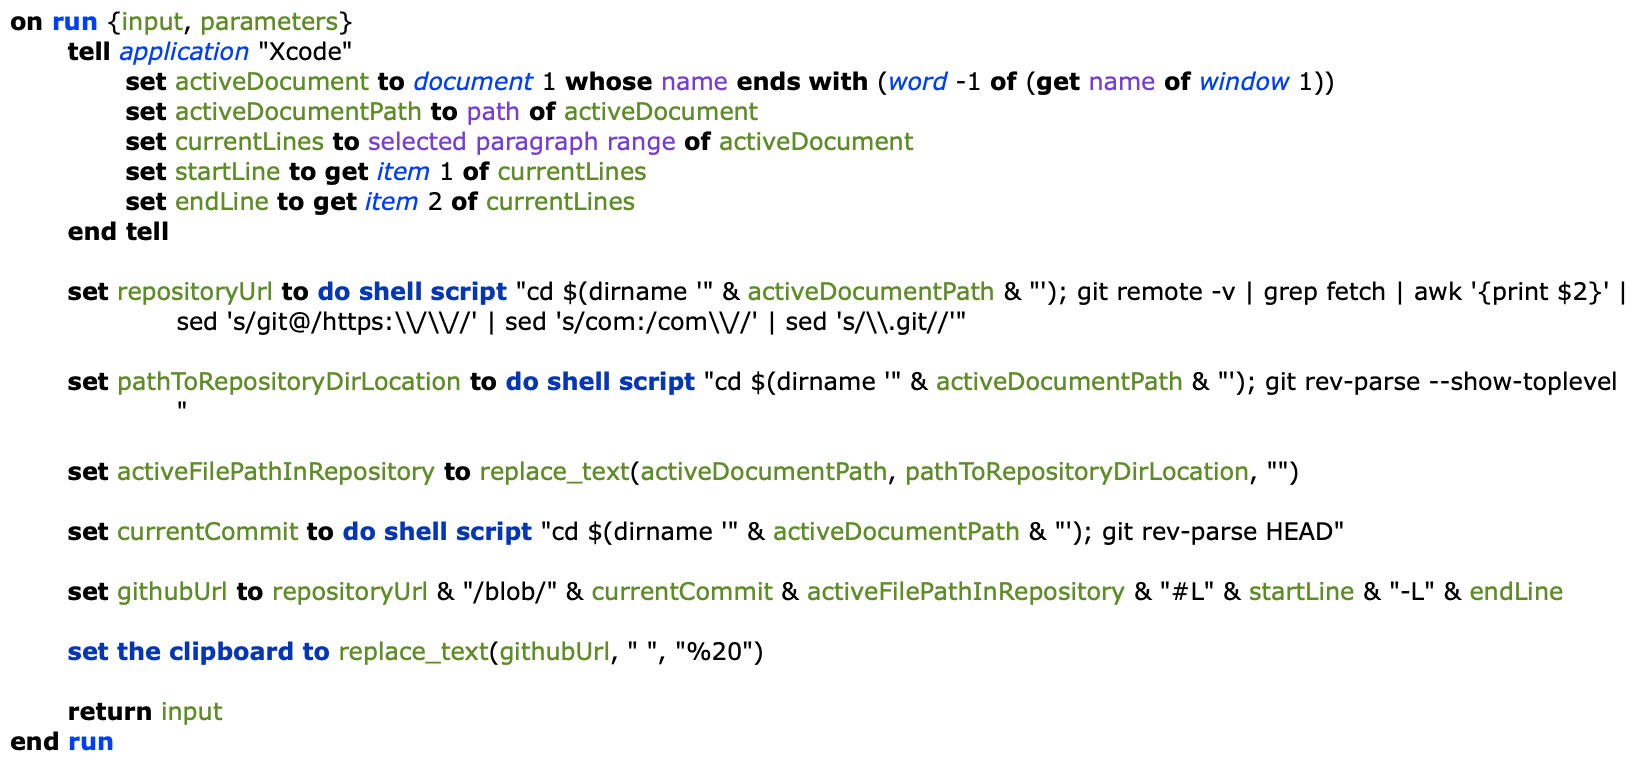 on run {input, parameters}
tell application "Xcode"
set activeDocument to document 1 whose name ends with (word -1 of (get name of window 1))
set activeDocumentPath to path of activeDocument
set currentLines to selected paragraph range of activeDocument
set startLine to get item 1 of currentLines
set endLine to get item 2 of currentLines
end tell
set repositoryUrl to do shell script "cd $(dirname '" & activeDocumentPath & "'); git remote -v | grep fetch | awk '{print $2}' |
sed 's/git@/https:\\/\\//' | sed 's/com:/com\\//' | sed 's/\\.git//'"
set pathToRepositoryDirLocation to do shell script "cd $(dirname '" & activeDocumentPath & "'); git rev-parse --show-toplevel
"
set activeFilePathInRepository to replace_text(activeDocumentPath, pathToRepositoryDirLocation, "")
set currentCommit to do shell script "cd $(dirname '" & activeDocumentPath & "'); git rev-parse HEAD"
set githubUrl to repositoryUrl & "/blob/" & currentCommit & activeFilePathInRepository & "#L" & startLine & "-L" & endLine
set the clipboard to replace_text(githubUrl, " ", "%20")
return input
end run